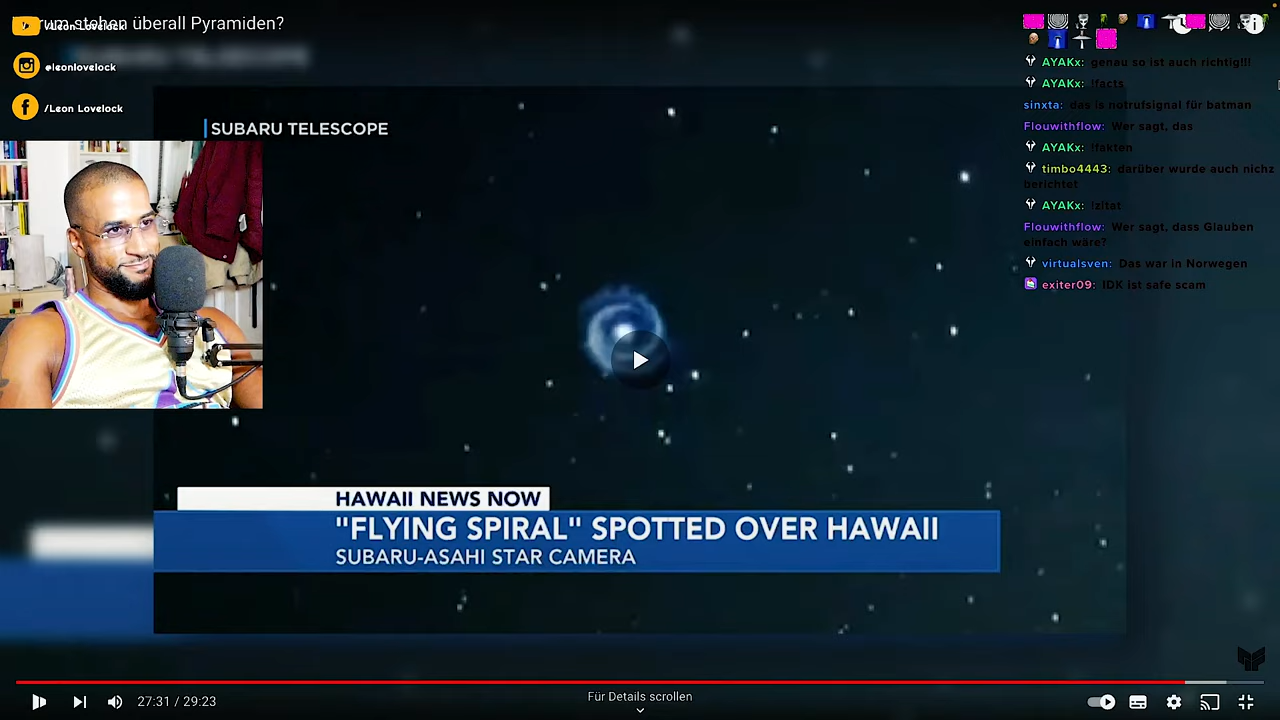 rum stehen überall Pyramiden?
/Leon Lovelock
@leonlovelock
/Leon Lovelock
SUBARU TELESCOPE
HAWAII NEWS NOW
"FLYING SPIRAL" SPOTTED OVER HAWAII
SUBARU-ASAHI STAR CAMERA
AYAKx: genau so ist auch richtig!!!
AYAKx: !facts
sinxta: das is notrufsignal für batman
Flouwithflow: Wer sagt, das
AYAKx: !fakten
timbo4443: darüber wurde auch nichz
berichtet
AYAKx: !zitat
Flouwithflow: Wer sagt, dass Glauben
einfach wäre?
virtualsven: Das war in Norwegen
exiter09: IDK ist safe scam
27:31 / 29:23
Für Details scrollen